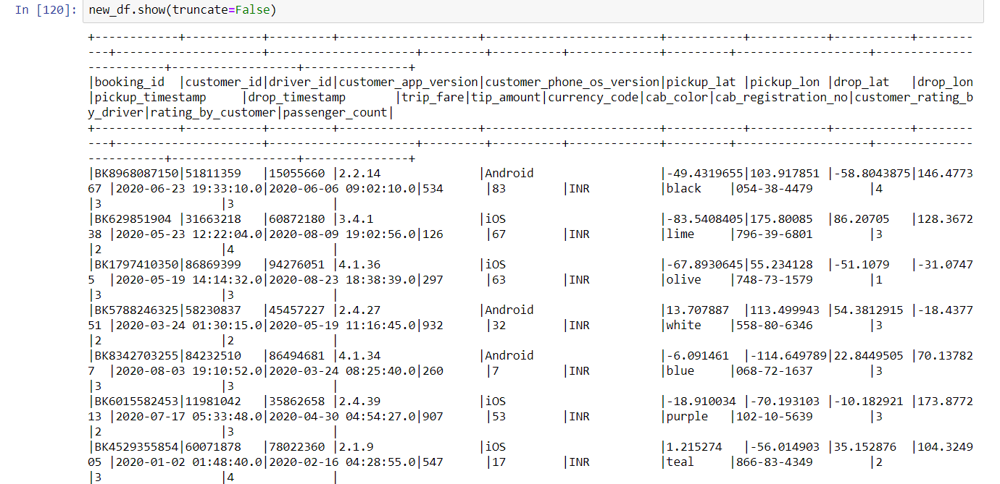 In [120]: new_df.show(truncate=False)
+------------+-----------+---------+--------------------+-------------------------+-----------+-----------+-----------+--------
---+---------------------+---------------------+---------+----------+-------------+---------+-------------------+--------------
-----------+------------------+---------------+
|booking_id  |customer_id|driver_id|customer_app_version|customer_phone_os_version|pickup_lat |pickup_lon |drop_lat   |drop_lon
|pickup_timestamp     |drop_timestamp       |trip_fare|tip_amount|currency_code|cab_color|cab_registration_no|customer_rating_b
y_driver|rating_by_customer|passenger_count|
+------------+-----------+---------+--------------------+-------------------------+-----------+-----------+-----------+--------
---+---------------------+---------------------+---------+----------+-------------+---------+-------------------+--------------
-----------+------------------+---------------+
|BK8968087150|51811359   |15055660 |2.2.14              |Android                  |-49.4319655|103.917851 |-58.8043875|146.4773
67 |2020-06-23 19:33:10.0|2020-06-06 09:02:10.0|534      |83        |INR          |black    |054-38-4479        |4
|3                 |3              |
|BK629851904 |31663218   |60872180 |3.4.1               |iOS                      |-83.5408405|175.80085  |86.20705   |128.3672
38 |2020-05-23 12:22:04.0|2020-08-09 19:02:56.0|126      |67        |INR          |lime     |796-39-6801        |3
|2                 |4              |
|BK1797410350|86869399   |94276051 |4.1.36              |iOS                      |-67.8930645|55.234128  |-51.1079   |-31.0747
5  |2020-05-19 14:14:32.0|2020-08-23 18:38:39.0|297      |63        |INR          |olive    |748-73-1579        |1
|3                 |3              |
|BK5788246325|58230837   |45457227 |2.4.27              |Android                  |13.707887  |113.499943 |54.3812915 |-18.4377
51 |2020-03-24 01:30:15.0|2020-05-19 11:16:45.0|932      |32        |INR          |white    |558-80-6346        |3
|2                 |2              |
|BK8342703255|84232510   |86494681 |4.1.34              |Android                  |-6.091461  |-114.649789|22.8449505 |70.13782
7  |2020-08-03 19:10:52.0|2020-03-24 08:25:40.0|260      |7         |INR          |blue     |068-72-1637        |3
|3                 |3              |
|BK6015582453|11981042   |35862658 |2.4.39              |iOS                      |-18.910034 |-70.193103 |-10.182921 |173.8772
13 |2020-07-17 05:33:48.0|2020-04-30 04:54:27.0|907      |53        |INR          |purple   |102-10-5639        |3
|2                 |3              |
|BK4529355854|60071878   |78022360 |2.1.9               |iOS                      |1.215274   |-56.014903 |35.152876  |104.3249
05 |2020-01-02 01:48:40.0|2020-02-16 04:28:55.0|547      |17        |INR          |teal     |866-83-4349        |2
|3                 |4              |